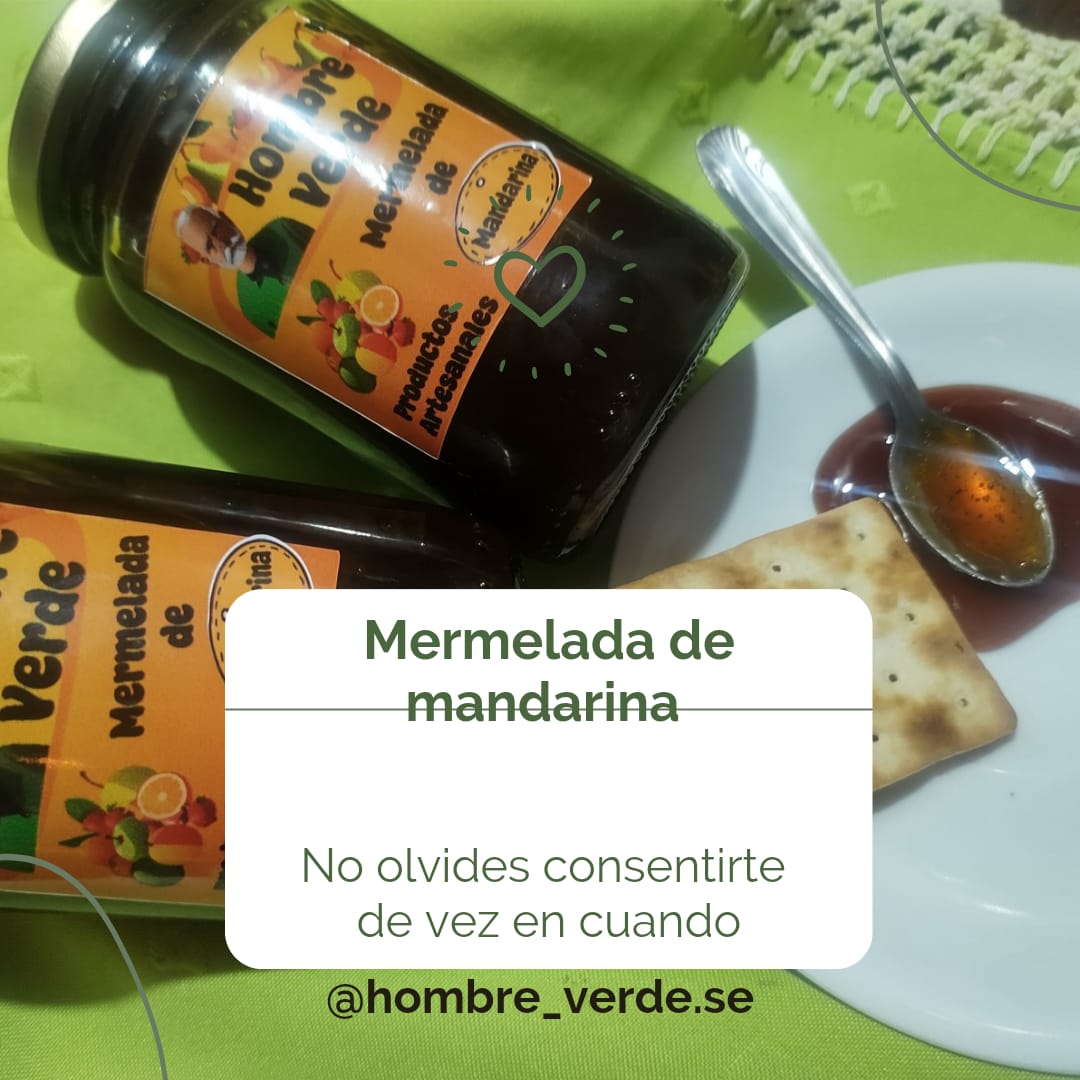 Hombre
Verde
Mermelada
de
Mandarina
Productos
Artesanales
Verde
Mermelada
de
Mermelada de
mandarina
No olvides consentirte
de vez en cuando
@hombre_verde.se